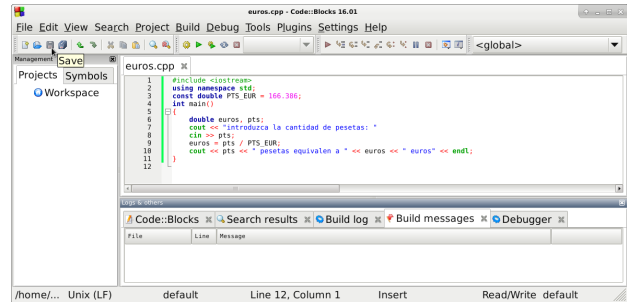 euros.cpp - Code::Blocks 16.01
File Edit View Search Project Build Debug Tools Plugins Settings Help
<global>
Management
Save
Projects Symbols
Workspace
euros.cpp
1 #include <iostream>
2 using namespace std;
3 const double PTS_EUR = 166.386;
4 int main()
5 {
6 double euros, pts;
7 cout << "introduzca la cantidad de pesetas: "
8 cin >> pts;
9 euros = pts / PTS_EUR;
10 cout << pts << " pesetas equivalen a " << euros << " euros" << endl;
11 }
12
Logs & others
Code::Blocks Search results Build log Build messages Debugger
File Line Message
/home/... Unix (LF) default Line 12, Column 1 Insert Read/Write default